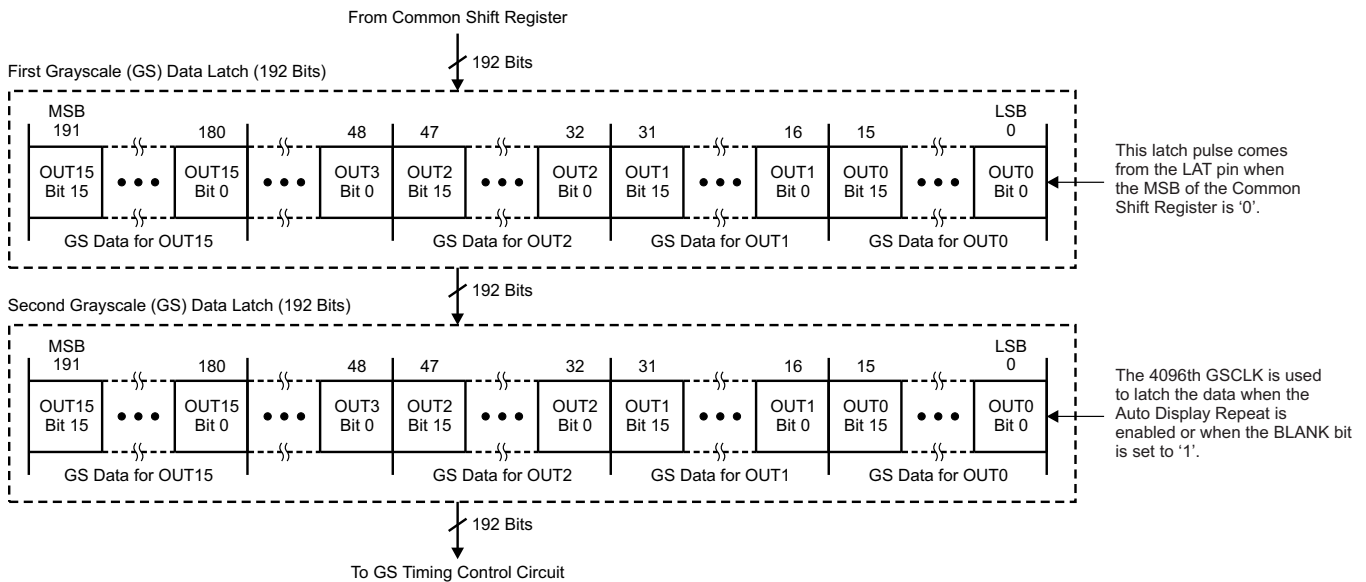 From Common Shift Register
192 Bits
First Grayscale (GS) Data Latch (192 Bits)
MSB
191 180 48 47 32 31 16 15
LSB
0
OUT15 Bit 15
OUT15 Bit 0
OUT3 Bit 0
OUT2 Bit 15
OUT2 Bit 0
OUT1 Bit 15
OUT1 Bit 0
OUT0 Bit 15
OUT0 Bit 0
GS Data for OUT15
GS Data for OUT2
GS Data for OUT1
GS Data for OUT0
This latch pulse comes
from the LAT pin when
the MSB of the Common
Shift Register is ‘0’.
192 Bits
Second Grayscale (GS) Data Latch (192 Bits)
MSB
191 180 48 47 32 31 16 15
LSB
0
OUT15 Bit 15
OUT15 Bit 0
OUT3 Bit 0
OUT2 Bit 15
OUT2 Bit 0
OUT1 Bit 15
OUT1 Bit 0
OUT0 Bit 15
OUT0 Bit 0
GS Data for OUT15
GS Data for OUT2
GS Data for OUT1
GS Data for OUT0
The 4096th GSCLK is used
to latch the data when the
Auto Display Repeat is
enabled or when the BLANK bit
is set to ‘1’.
192 Bits
To GS Timing Control Circuit